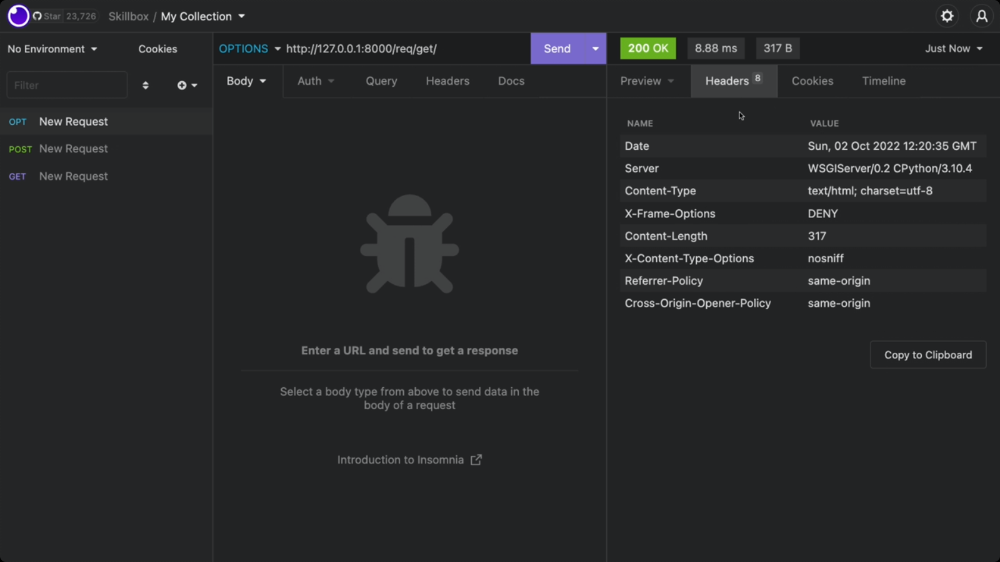 Star 23,726 Skillbox / My Collection
No Environment Cookies
Filter
OPT New Request
POST New Request
GET New Request
OPTIONS http://127.0.0.1:8000/req/get/ Send
Body Auth Query Headers Docs
Enter a URL and send to get a response
Select a body type from above to send data in the
body of a request
Introduction to Insomnia
200 OK 8.88 ms 317 B Just Now
Preview Headers 8 Cookies Timeline
NAME VALUE
Date Sun, 02 Oct 2022 12:20:35 GMT
Server WSGIServer/0.2 CPython/3.10.4
Content-Type text/html; charset=utf-8
X-Frame-Options DENY
Content-Length 317
X-Content-Type-Options nosniff
Referrer-Policy same-origin
Cross-Origin-Opener-Policy same-origin
Copy to Clipboard